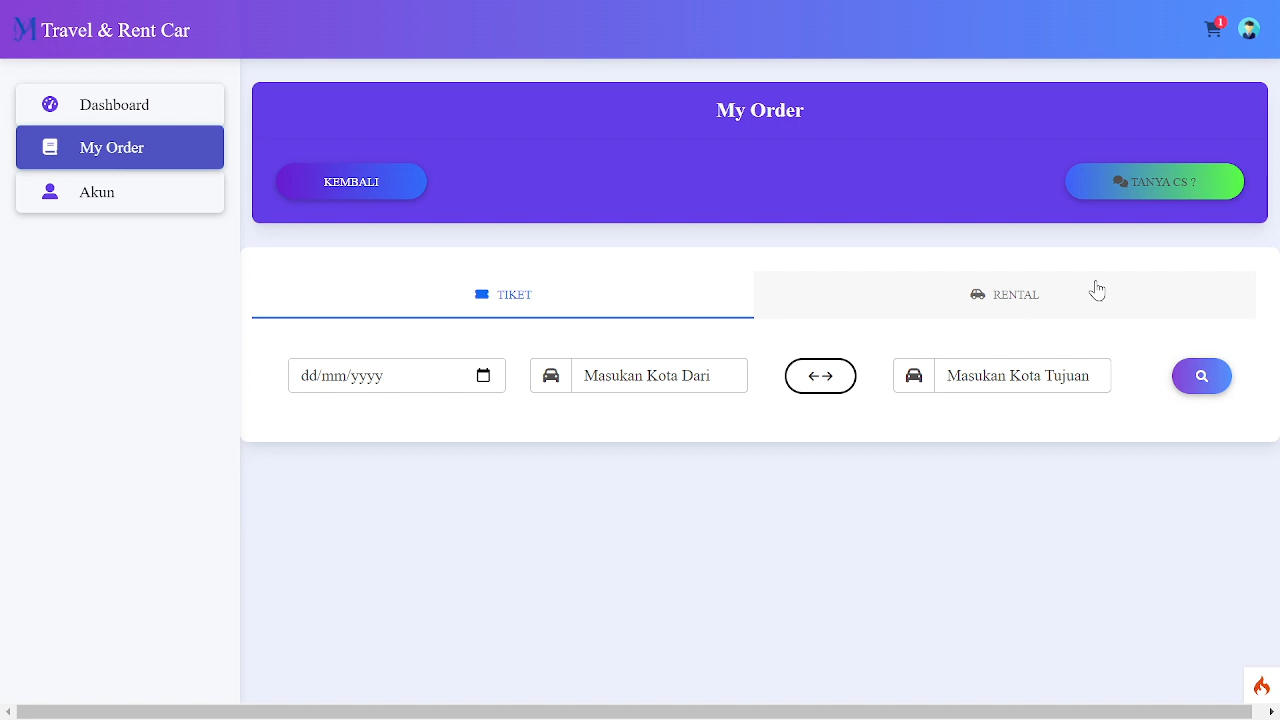 M Travel & Rent Car
1
Dashboard
My Order
Akun
My Order
KEMBALI
TANYA CS ?
TIKET
RENTAL
dd/mm/yyyy
Masukan Kota Dari
Masukan Kota Tujuan